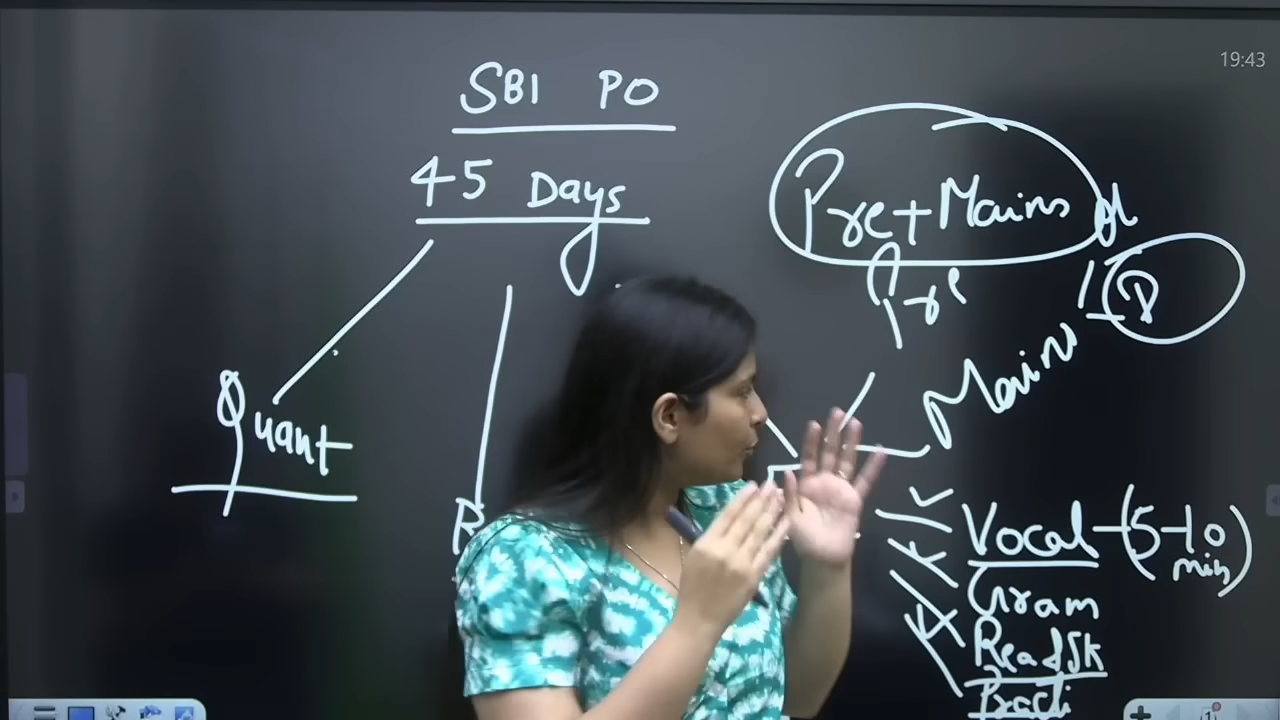 19:43
SBI PO
45 Days
Pre+Mains
Pre
Mains
Quant
R
Vocab-(5-10
min)
Gram
Read Sk
Practi
1